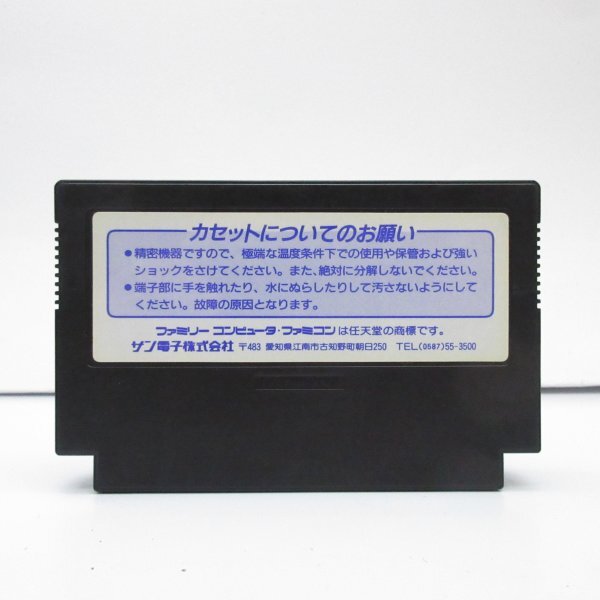 カセットについてのお願い
●精密機器ですので、極端な温度条件下での使用や保管および強い
ショックをさけてください。また、絶対に分解しないでください。
●端子部に手を触れたり、水にぬらしたりして汚さないようにして
ください。故障の原因となります。
ファミリー コンピュータ・ファミコンは任天堂の商標です。
サン電子株式会社 〒483 愛知県江南市古知野町朝日250 TEL(0587)55-3500